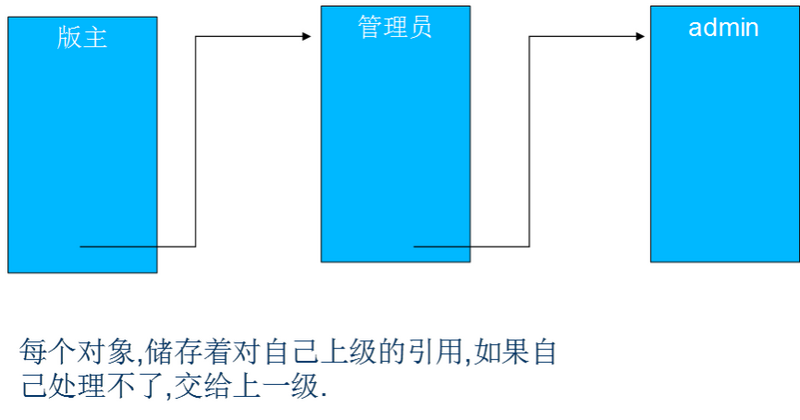 版主
管理员
admin
每个对象,储存着对自己上级的引用,如果自
己处理不了,交给上一级.